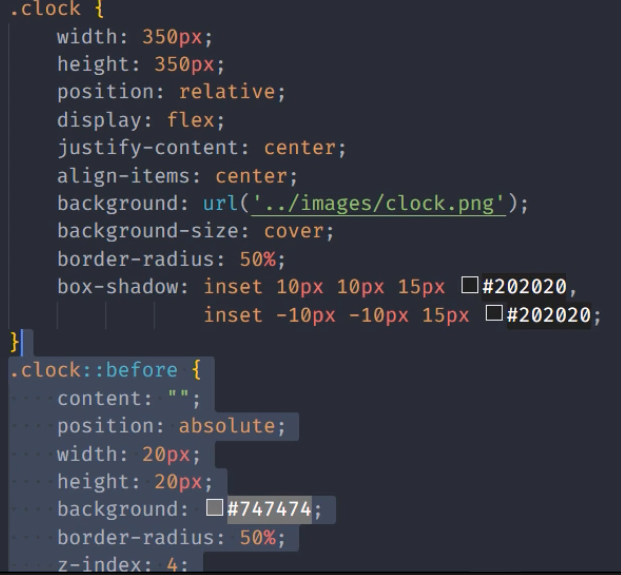 .clock {
width: 350px;
height: 350px;
position: relative;
display: flex;
justify-content: center;
align-items: center;
background: url('../images/clock.png');
background-size: cover;
border-radius: 50%;
box-shadow: inset 10px 10px 15px #202020,
inset -10px -10px 15px #202020;
}
.clock::before {
content: "";
position: absolute;
width: 20px;
height: 20px;
background: #747474;
border-radius: 50%;
z-index: 4;